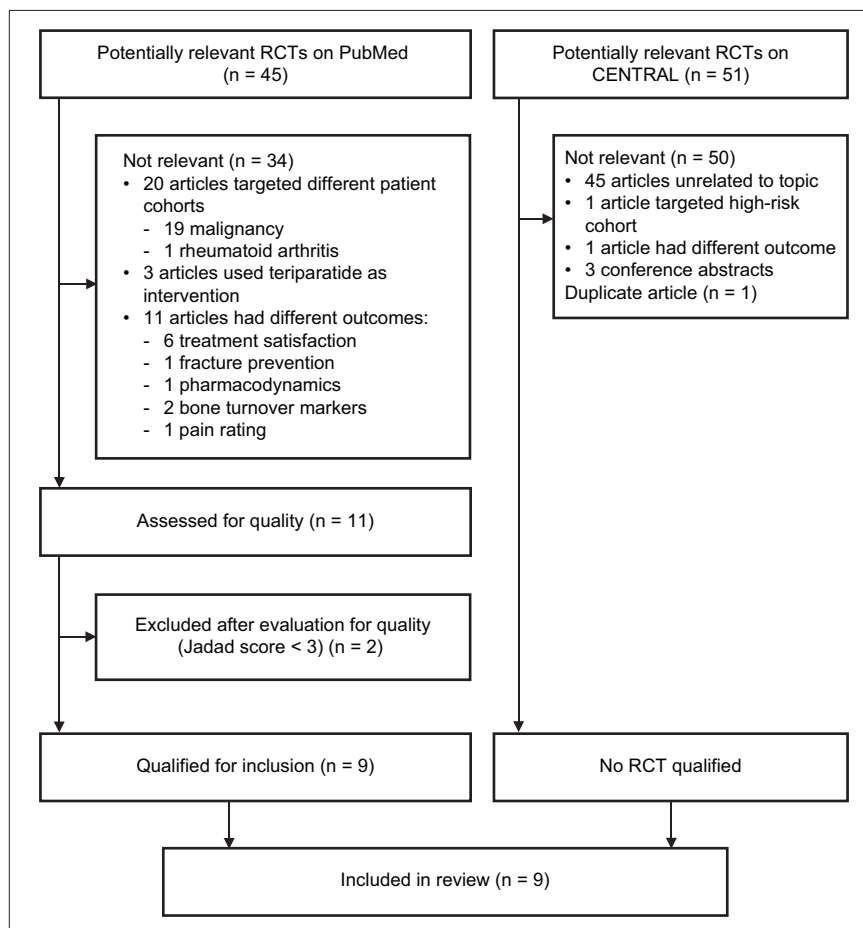 Potentially relevant RCTs on PubMed
(n = 45)
Not relevant (n = 34)
• 20 articles targeted different patient
cohorts
- 19 malignancy
- 1 rheumatoid arthritis
• 3 articles used teriparatide as
intervention
• 11 articles had different outcomes:
- 6 treatment satisfaction
- 1 fracture prevention
- 1 pharmacodynamics
- 2 bone turnover markers
- 1 pain rating
Assessed for quality (n = 11)
Excluded after evaluation for quality
(Jadad score < 3) (n = 2)
Qualified for inclusion (n = 9)
Potentially relevant RCTs on
CENTRAL (n = 51)
Not relevant (n = 50)
• 45 articles unrelated to topic
• 1 article targeted high-risk
cohort
• 1 article had different outcome
• 3 conference abstracts
Duplicate article (n = 1)
No RCT qualified
Included in review (n = 9)